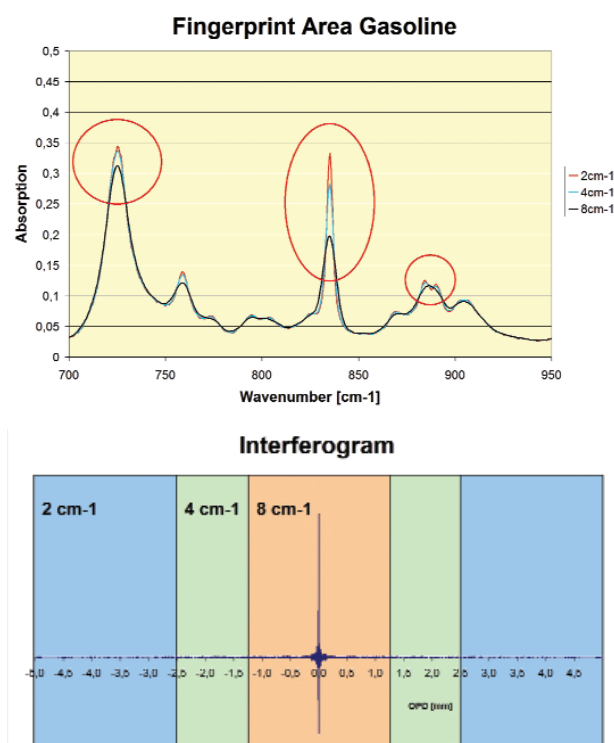 Fingerprint Area Gasoline
0,5
0,45
0,4
0,35
0,3
0,25
0,2
0,15
0,1
0,05
0
Absorption
700 750 800 850 900 950
Wavenumber [cm-1]
2cm-1
4cm-1
8cm-1
Interferogram
2 cm-1 4 cm-1 8 cm-1
-5,0 -4,5 -4,0 -3,5 -3,0 -2,5 -2,0 -1,5 -1,0 -0,5 0,0 0,5 1,0 1,5 2,0 2,5 3,0 3,5 4,0 4,5
OPD [mm]